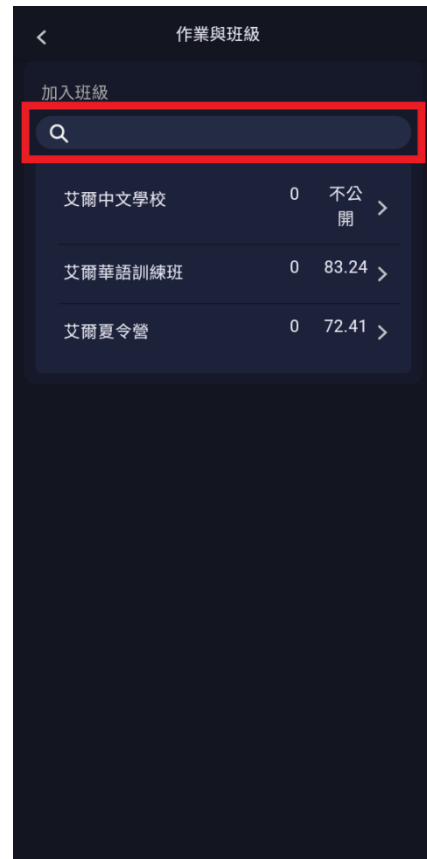 作業與班級
加入班級
艾爾中文學校 0 不公
開
艾爾華語訓練班 0 83.24
艾爾夏令營 0 72.41